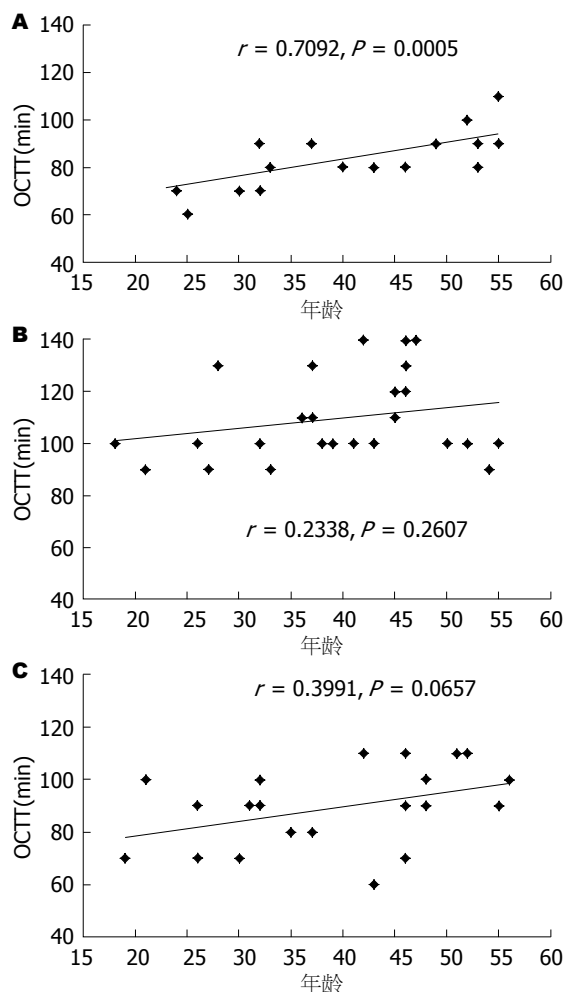 A
r = 0.7092, P = 0.0005
140
120
100
80
60
40
OCTT(min)
15 20 25 30 35 40 45 50 55 60
年龄
B
140
120
100
80
60
40
OCTT(min)
r = 0.2338, P = 0.2607
15 20 25 30 35 40 45 50 55 60
年龄
C
r = 0.3991, P = 0.0657
140
120
100
80
60
40
OCTT(min)
15 20 25 30 35 40 45 50 55 60
年龄